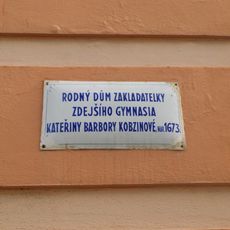 RODNÝ DŮM ZAKLADATELKY
ZDEJŠÍHO GYMNASIA
KATEŘINY BARBORY KOBZINOVÉ, NAR. 1673.